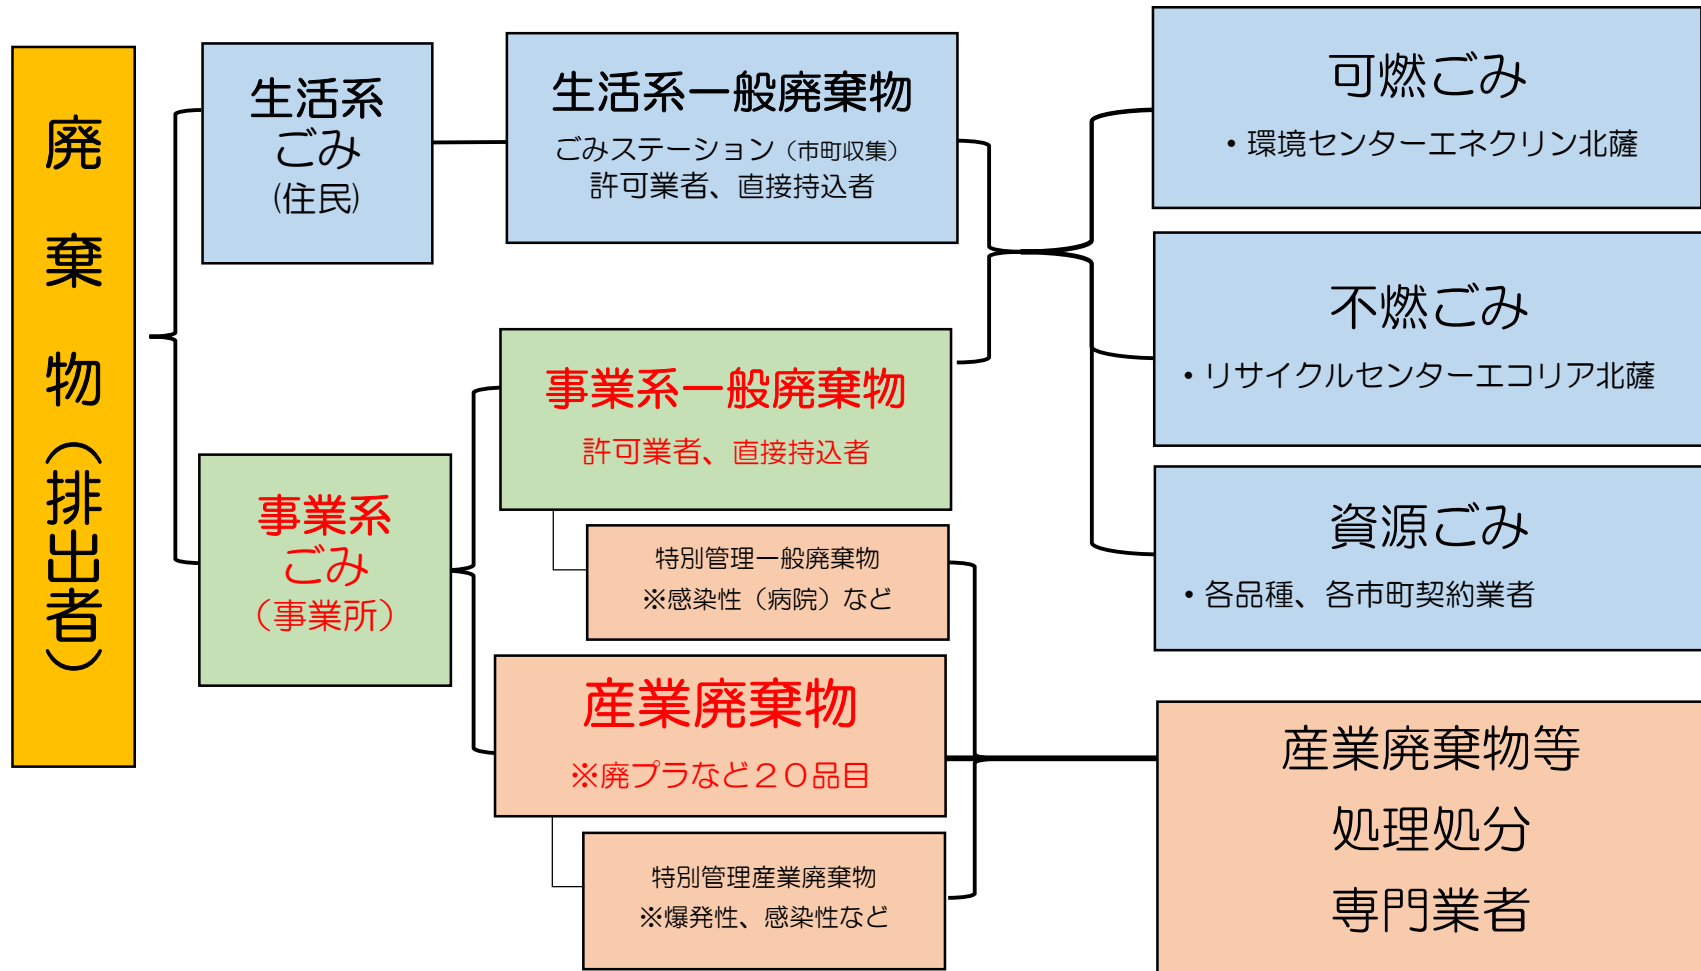 廃棄物（排出者）
生活系
ごみ
(住民)
生活系一般廃棄物
ごみステーション（市町収集）
許可業者、直接持込者
事業系
ごみ
（事業所）
事業系一般廃棄物
許可業者、直接持込者
特別管理一般廃棄物
※感染性（病院）など
産業廃棄物
※廃プラなど２０品目
特別管理産業廃棄物
※爆発性、感染性など
可燃ごみ
・環境センターエネクリン北薩
不燃ごみ
・リサイクルセンターエコリア北薩
資源ごみ
・各品種、各市町契約業者
産業廃棄物等
処理処分
専門業者